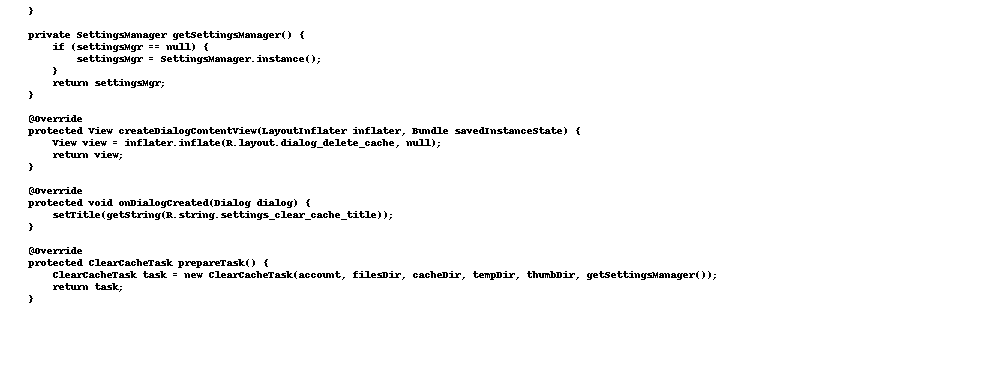 }

private SettingsManager getSettingsManager() {
    if (settingsMgr == null) {
        settingsMgr = SettingsManager.instance();
    }
    return settingsMgr;
}

@Override
protected View createDialogContentView(LayoutInflater inflater, Bundle savedInstanceState) {
    View view = inflater.inflate(R.layout.dialog_delete_cache, null);
    return view;
}

@Override
protected void onDialogCreated(Dialog dialog) {
    setTitle(getString(R.string.settings_clear_cache_title));
}

@Override
protected ClearCacheTask prepareTask() {
    ClearCacheTask task = new ClearCacheTask(account, filesDir, cacheDir, tempDir, thumbDir, getSettingsManager());
    return task;
}